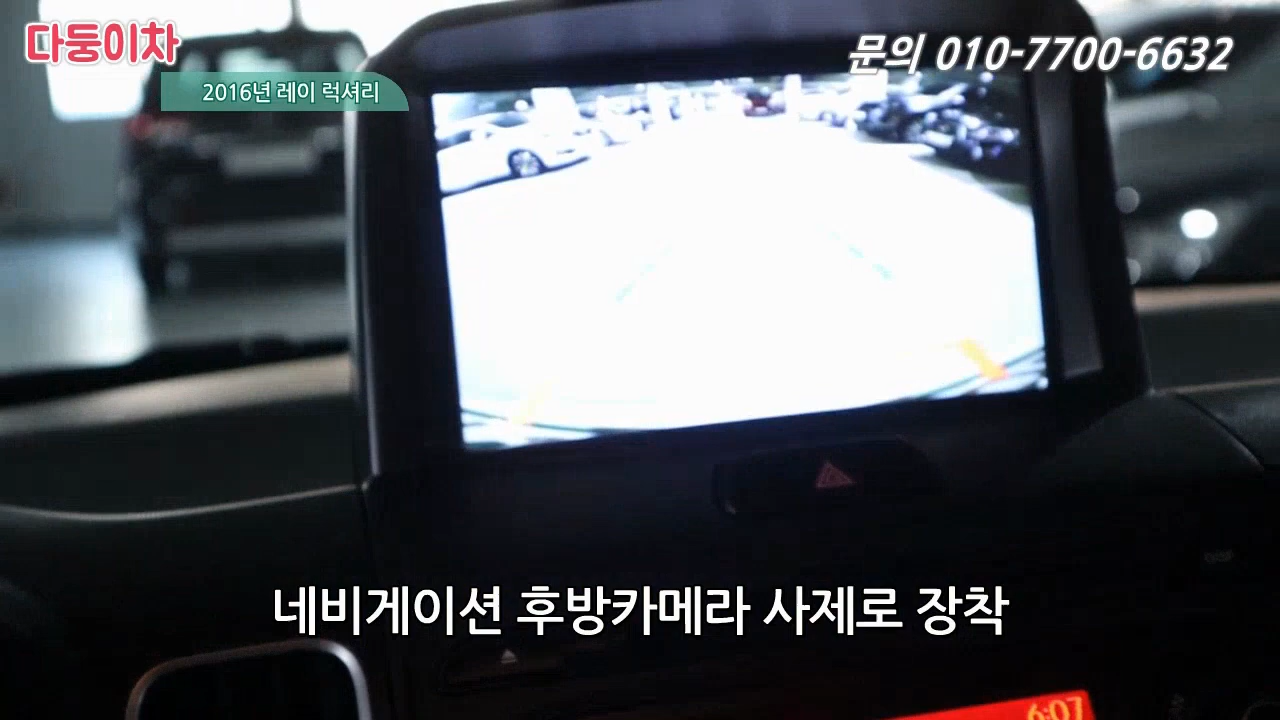 다둥이차
문의 010-7700-6632
2016년 레이 럭셔리
네비게이션 후방카메라 사제로 장착
6:07